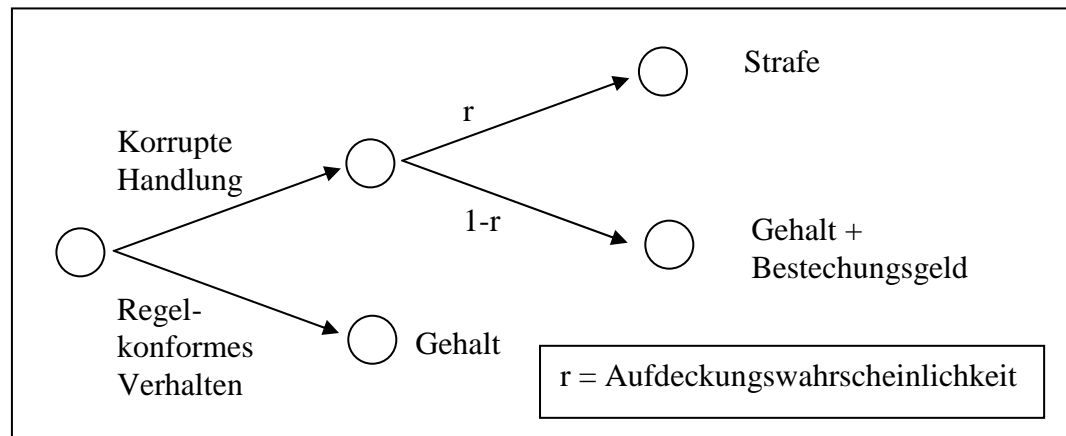 Strafe
r
Korrupte
Handlung
1-r
Gehalt +
Bestechungsgeld
Regel-
konformes
Verhalten
Gehalt
r = Aufdeckungswahrscheinlichkeit